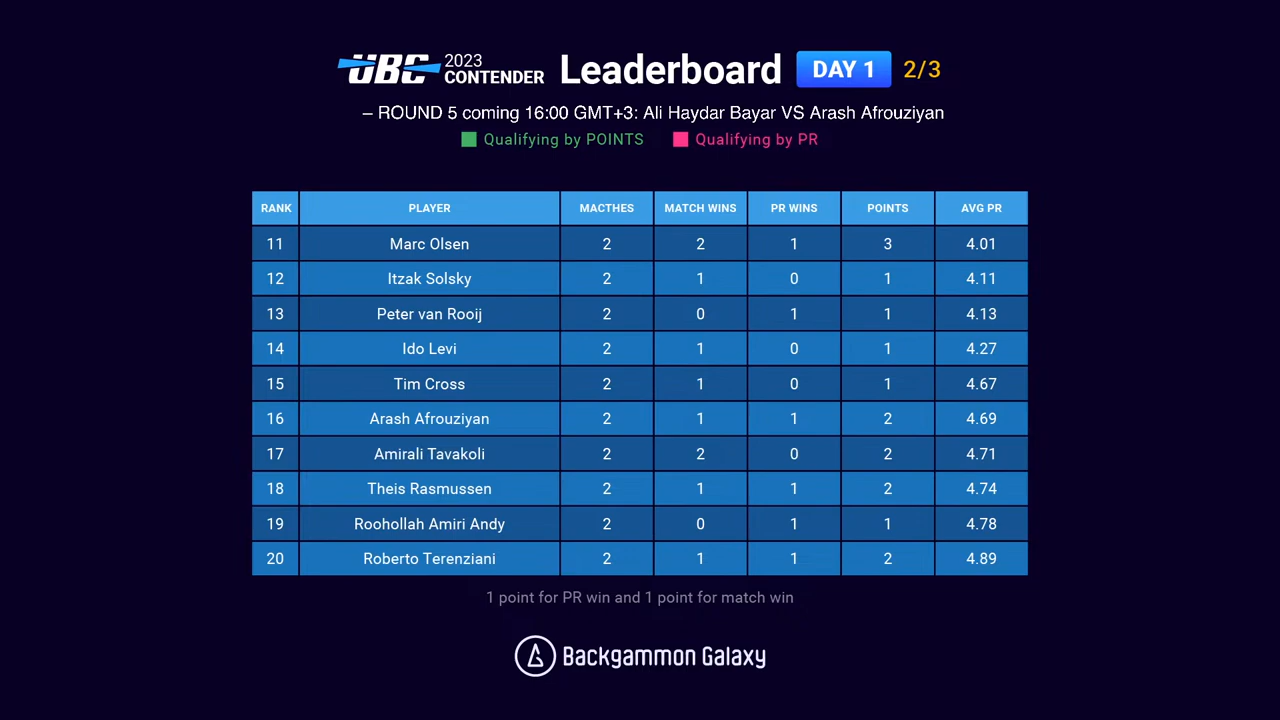 UBC 2023 CONTENDER Leaderboard DAY 1 2/3
– ROUND 5 coming 16:00 GMT+3: Ali Haydar Bayar VS Arash Afrouziyan
Qualifying by POINTS Qualifying by PR
RANK PLAYER MACTHES MATCH WINS PR WINS POINTS AVG PR
11 Marc Olsen 2 2 1 3 4.01
12 Itzak Solsky 2 1 0 1 4.11
13 Peter van Rooij 2 0 1 1 4.13
14 Ido Levi 2 1 0 1 4.27
15 Tim Cross 2 1 0 1 4.67
16 Arash Afrouziyan 2 1 1 2 4.69
17 Amirali Tavakoli 2 2 0 2 4.71
18 Theis Rasmussen 2 1 1 2 4.74
19 Roohollah Amiri Andy 2 0 1 1 4.78
20 Roberto Terenziani 2 1 1 2 4.89
1 point for PR win and 1 point for match win
Backgammon Galaxy